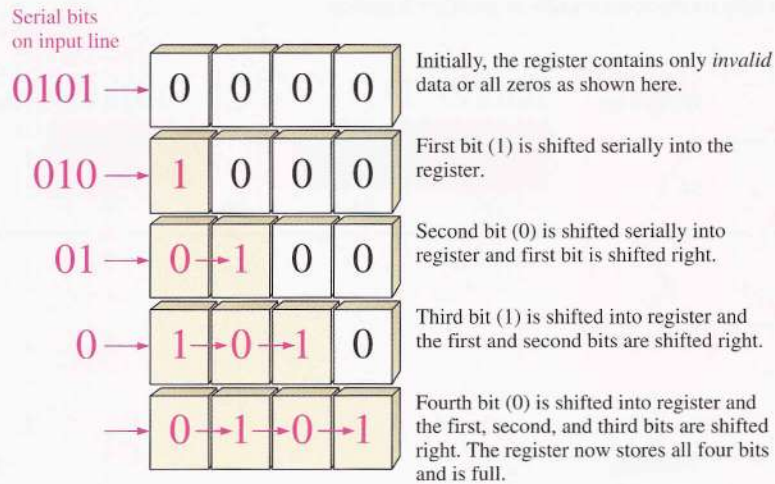 Serial bits
on input line
0101 0 0 0 0
Initially, the register contains only invalid
data or all zeros as shown here.
010 1 0 0 0
First bit (1) is shifted serially into the
register.
01 0 1 0 0
Second bit (0) is shifted serially into
register and first bit is shifted right.
0 1 0 1 0
Third bit (1) is shifted into register and
the first and second bits are shifted right.
0 1 0 1
Fourth bit (0) is shifted into register and
the first, second, and third bits are shifted
right. The register now stores all four bits
and is full.